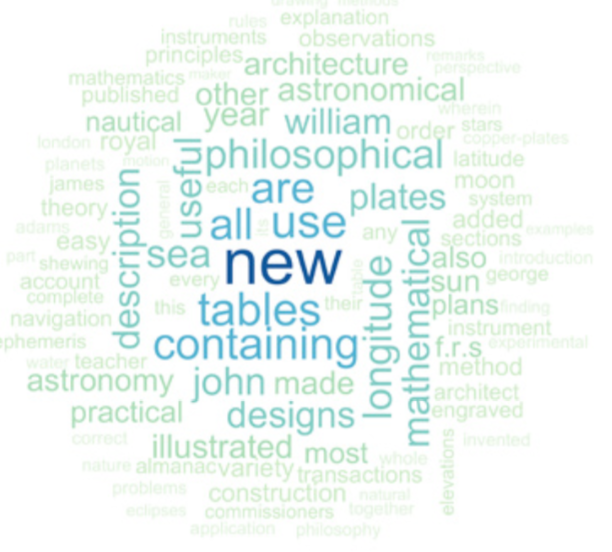 drawing methods
rules explanation
instruments observations
principles architecture remarks
mathematics maker perspective
published other astronomical
wherein
nautical year william order stars
london royal copper-plates
planets motion useful philosophical latitude
james each are moon
theory general plates system
adams all its use any added examples
easy sections
part shewing description sea new mathematical also introduction
account every table sun george
complete this tables their longitude plans finding
navigation instrument
ephemeris containing f.r.s experimental
water teacher method
astronomy john made architect
practical designs engraved
correct illustrated most invented
nature almanac variety whole
transactions elevations
problems construction natural
eclipses commissioners together
application philosophy